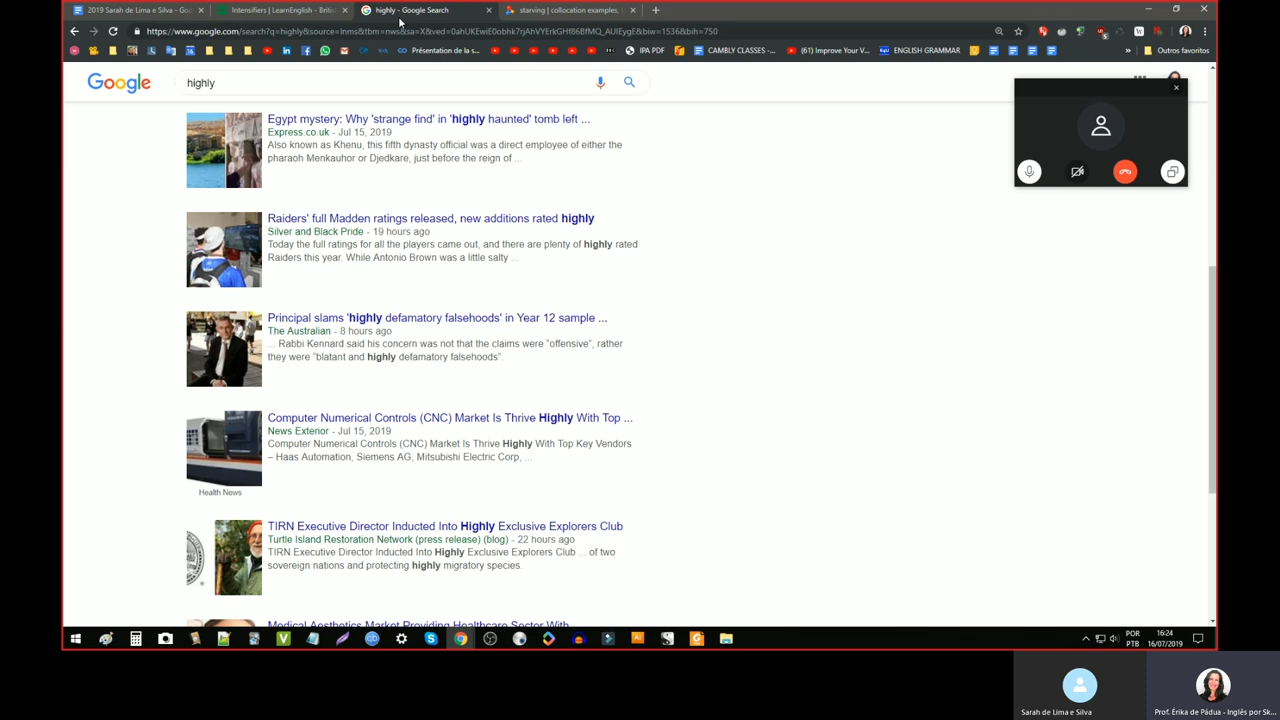 2019 Sarah de Lima e Silva - Goo
Intensifiers | LearnEnglish - British
highly - Google Search
starving | collocation examples,
https://www.google.com/search?q=highly&source=lnms&tbm=nws&sa=X&ved=0ahUKEwiE0obhk7rjAhVYErkGHf86BfMQ_AUIEygE&biw=1536&bih=750
Présentation de la s...
IPA PDF
CAMBLY CLASSES -...
(61) Improve Your V...
ENGLISH GRAMMAR
»
Outros favoritos
Google
highly
Egypt mystery: Why 'strange find' in 'highly haunted' tomb left ...
Express.co.uk - Jul 15, 2019
Also known as Khenu, this fifth dynasty official was a direct employee of either the
pharaoh Menkauhor or Djedkare, just before the reign of ...
Raiders' full Madden ratings released, new additions rated highly
Silver and Black Pride - 19 hours ago
Today the full ratings for all the players came out, and there are plenty of highly rated
Raiders this year. While Antonio Brown was a little salty ...
Principal slams 'highly defamatory falsehoods' in Year 12 sample ...
The Australian - 8 hours ago
... Rabbi Kennard said his concern was not that the claims were "offensive", rather
they were "blatant and highly defamatory falsehoods".
Computer Numerical Controls (CNC) Market Is Thrive Highly With Top ...
News Exterior - Jul 15, 2019
Computer Numerical Controls (CNC) Market Is Thrive Highly With Top Key Vendors
– Haas Automation, Siemens AG, Mitsubishi Electric Corp, ...
Health News
TIRN Executive Director Inducted Into Highly Exclusive Explorers Club
Turtle Island Restoration Network (press release) (blog) - 22 hours ago
TIRN Executive Director Inducted Into Highly Exclusive Explorers Club ... of two
sovereign nations and protecting highly migratory species.
Medical Aesthetics Market Providing Healthcare Sector With
POR
PTB
16:24
16/07/2019
Sarah de Lima e Silva
Prof. Érika de Pádua - Inglês por Sk...